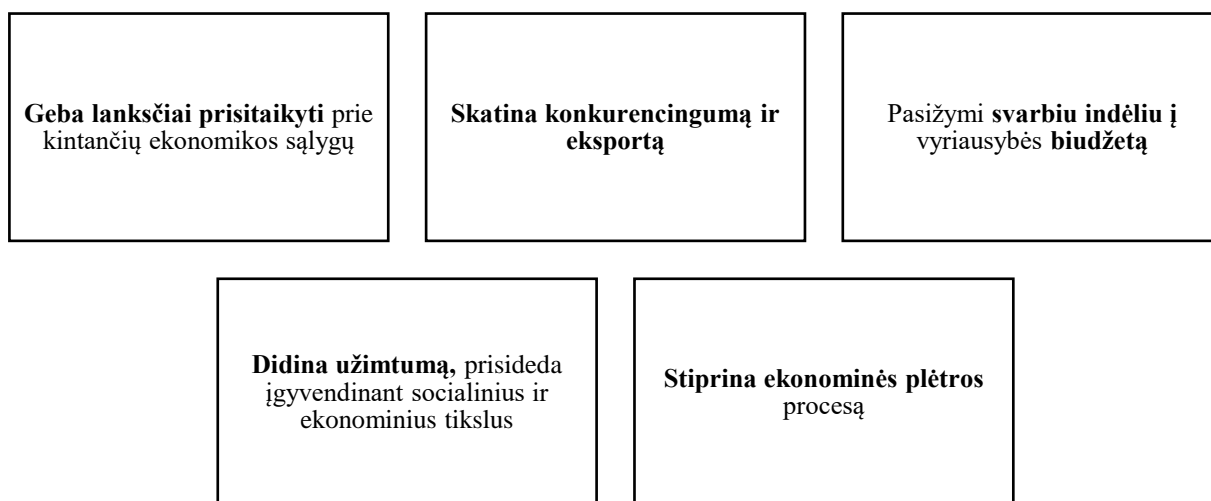 Geba lanksčiai prisitaikyti prie
kintančių ekonomikos sąlygų
Skatina konkurencingumą ir
eksportą
Pasižymi svarbiu indėliu į
vyriausybės biudžetą
Didina užimtumą, prisideda
įgyvendinant socialinius ir
ekonominius tikslus
Stiprina ekonominės plėtros
procesą